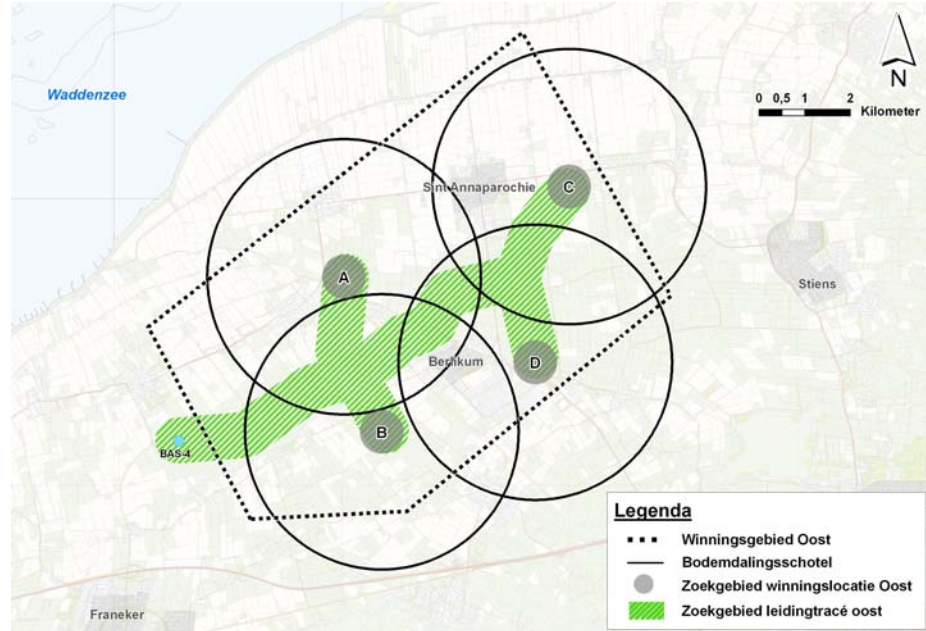 Waddenzee
N
0 0,5 1 2
Kilometer
Sint Annaparochie
C
A
Stiens
Berlikum
D
B
BAS-4
Franeker
Legenda
Winningsgebied Oost
Bodemdalingsschotel
Zoekgebied winningslocatie Oost
Zoekgebied leidingtracé oost